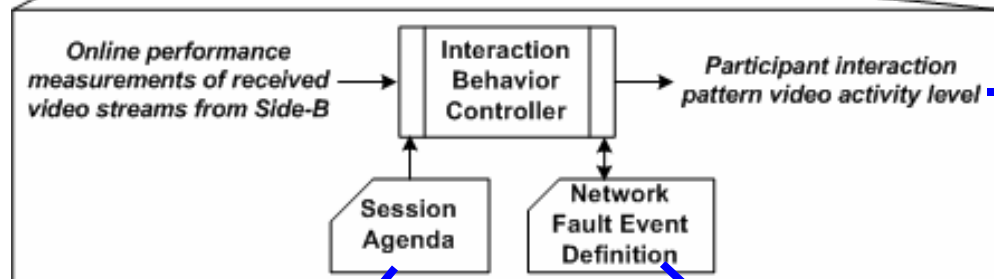 Online performance
measurements of received
video streams from Side-B
Interaction
Behavior
Controller
Participant interaction
pattern video activity level
Session
Agenda
Network
Fault Event
Definition